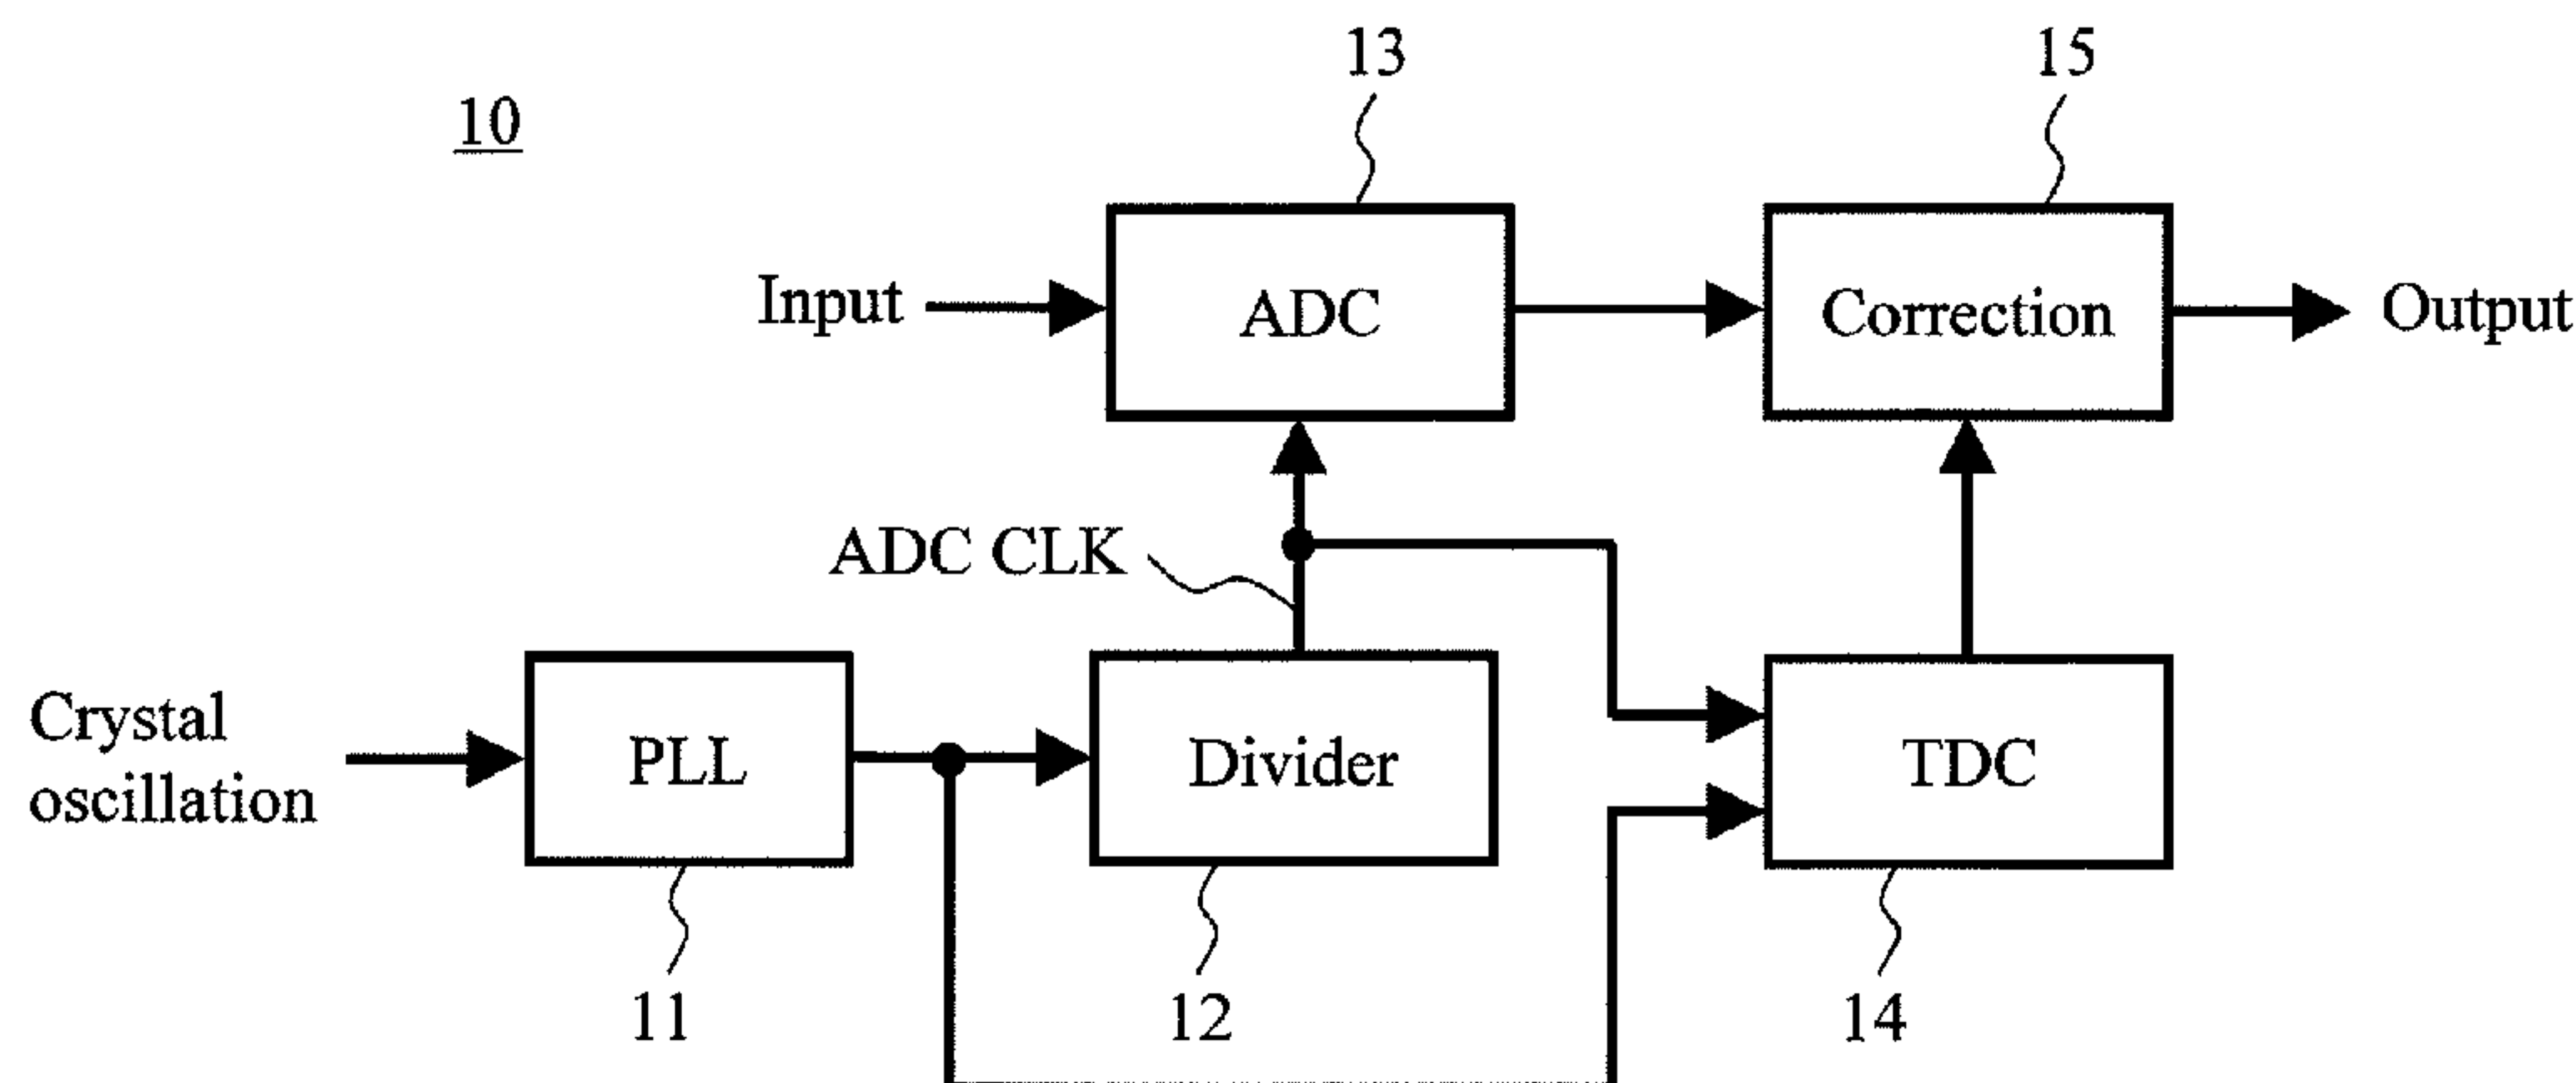 13
15
10
Input
ADC
Correction
Output
ADC CLK
Crystal
oscillation
PLL
Divider
TDC
11
12
14